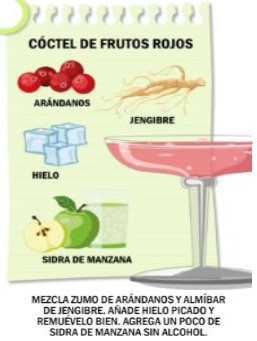 CÓCTEL DE FRUTOS ROJOS
ARÁNDANOS
JENGIBRE
HIELO
SIDRA DE MANZANA
MEZCLA ZUMO DE ARÁNDANOS Y ALMÍBAR
DE JENGIBRE. AÑADE HIELO PICADO Y
REMUÉVELO BIEN. AGREGA UN POCO DE
SIDRA DE MANZANA SIN ALCOHOL.